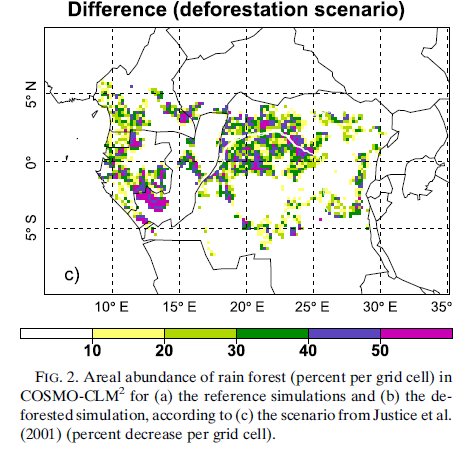 Difference (deforestation scenario)
5° N
0°
5° S
c)
10° E 15° E 20° E 25° E 30° E 35°
10 20 30 40 50
FIG. 2. Areal abundance of rain forest (percent per grid cell) in
COSMO-CLM² for (a) the reference simulations and (b) the de-
forested simulation, according to (c) the scenario from Justice et al.
(2001) (percent decrease per grid cell).